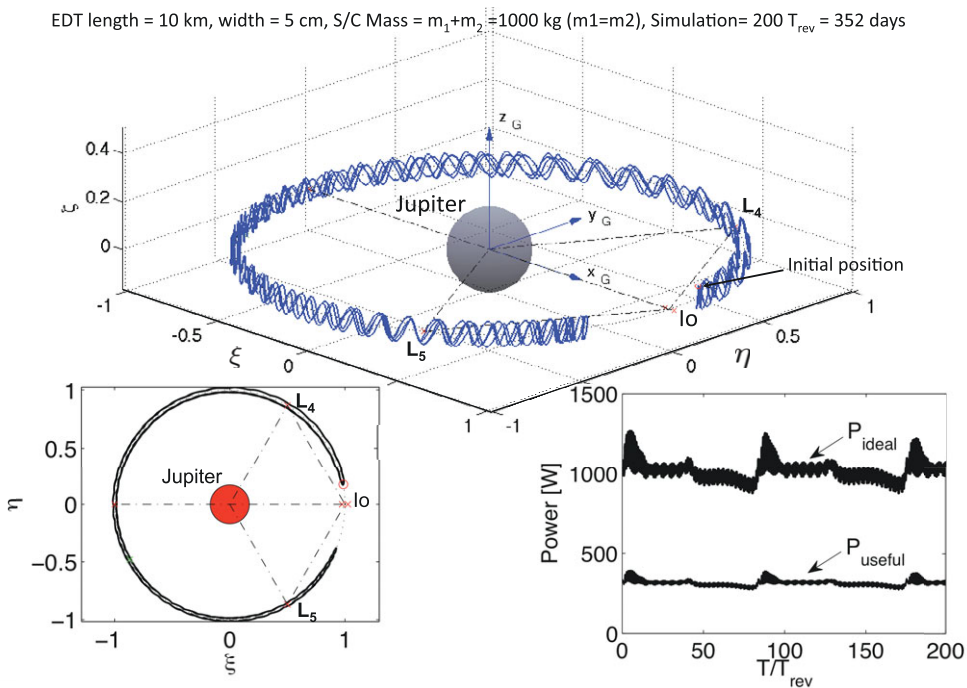 EDT length = 10 km, width = 5 cm, S/C Mass = m1+m2 =1000 kg (m1=m2), Simulation= 200 Trev = 352 days
z G
0.4
0.2
0
ζ
Jupiter
y G
x G
L4
Initial position
Io
L5
-1
-0.5
0
1
ξ
-1
0
0.5
1
η
1
0.5
0
−0.5
−1
η
Jupiter
L4
Io
L5
−1
0
1
ξ
1500
1000
500
0
Power [W]
Pideal
Puseful
0
50
100
150
200
T/Trev